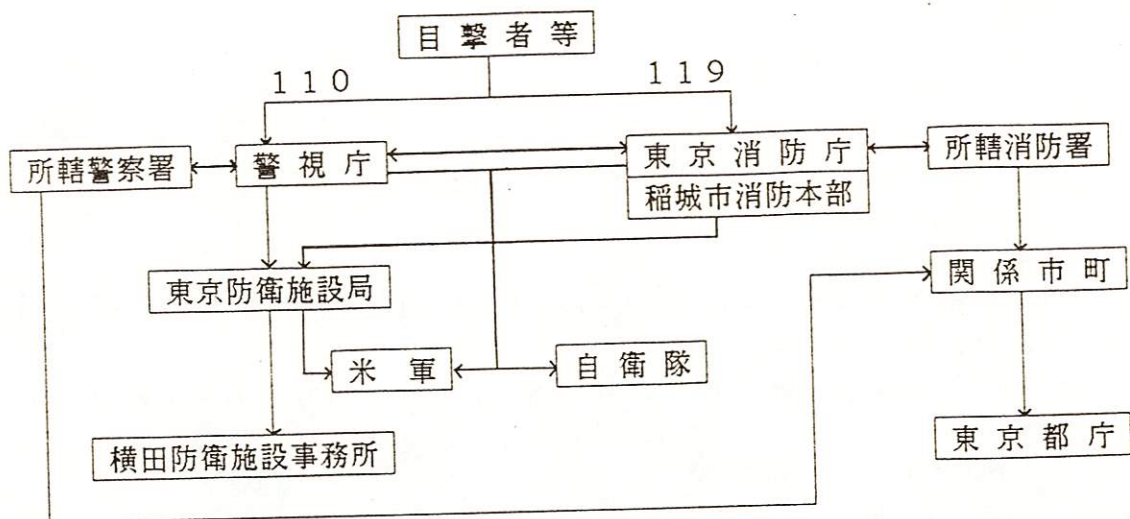 目撃者等
110
119
所轄警察署
警視庁
東京消防庁
所轄消防署
稲城市消防本部
東京防衛施設局
関係市町
米軍
自衛隊
横田防衛施設事務所
東京都庁